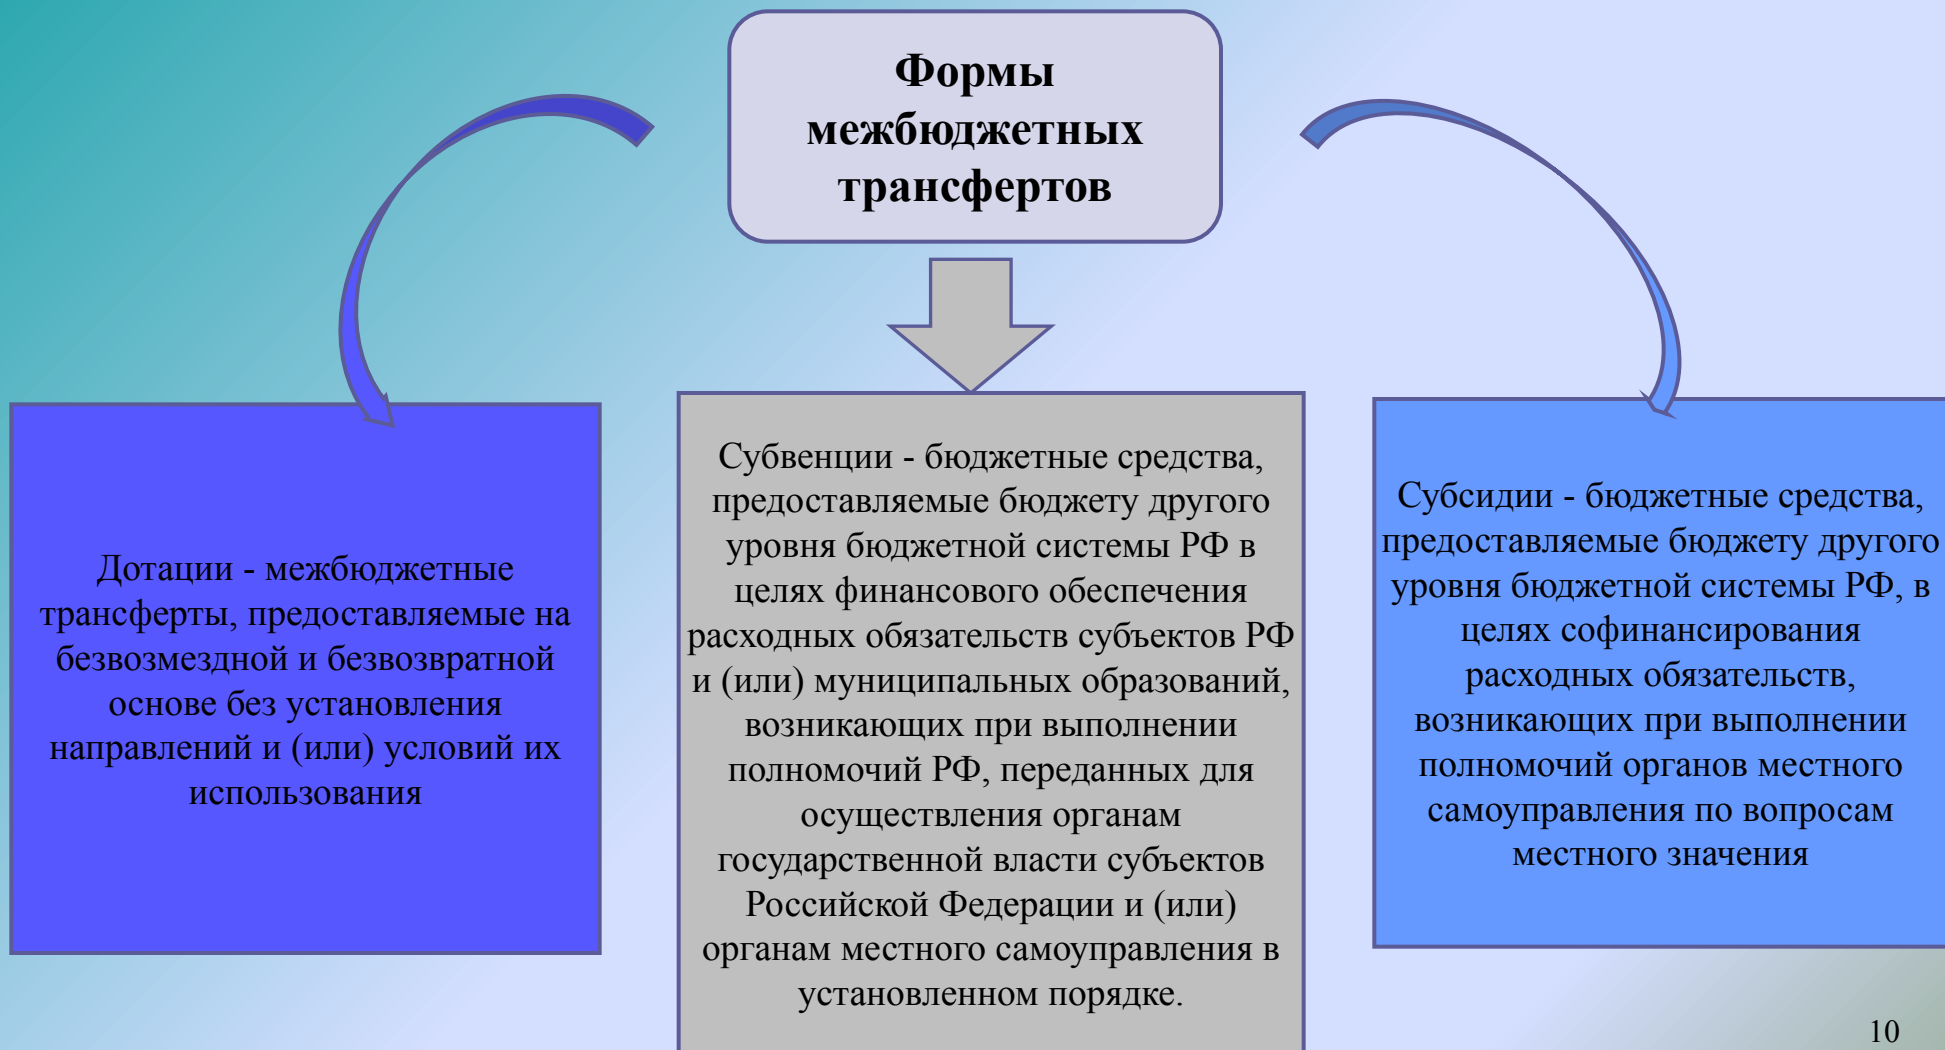 Формы
межбюджетных
трансфертов
Дотации - межбюджетные
трансферты, предоставляемые на
безвозмездной и безвозвратной
основе без установления
направлений и (или) условий их
использования
Субвенции - бюджетные средства,
предоставляемые бюджету другого
уровня бюджетной системы РФ в
целях финансового обеспечения
расходных обязательств субъектов РФ
и (или) муниципальных образований,
возникающих при выполнении
полномочий РФ, переданных для
осуществления органам
государственной власти субъектов
Российской Федерации и (или)
органам местного самоуправления в
установленном порядке.
Субсидии - бюджетные средства,
предоставляемые бюджету другого
уровня бюджетной системы РФ, в
целях софинансирования
расходных обязательств,
возникающих при выполнении
полномочий органов местного
самоуправления по вопросам
местного значения
10